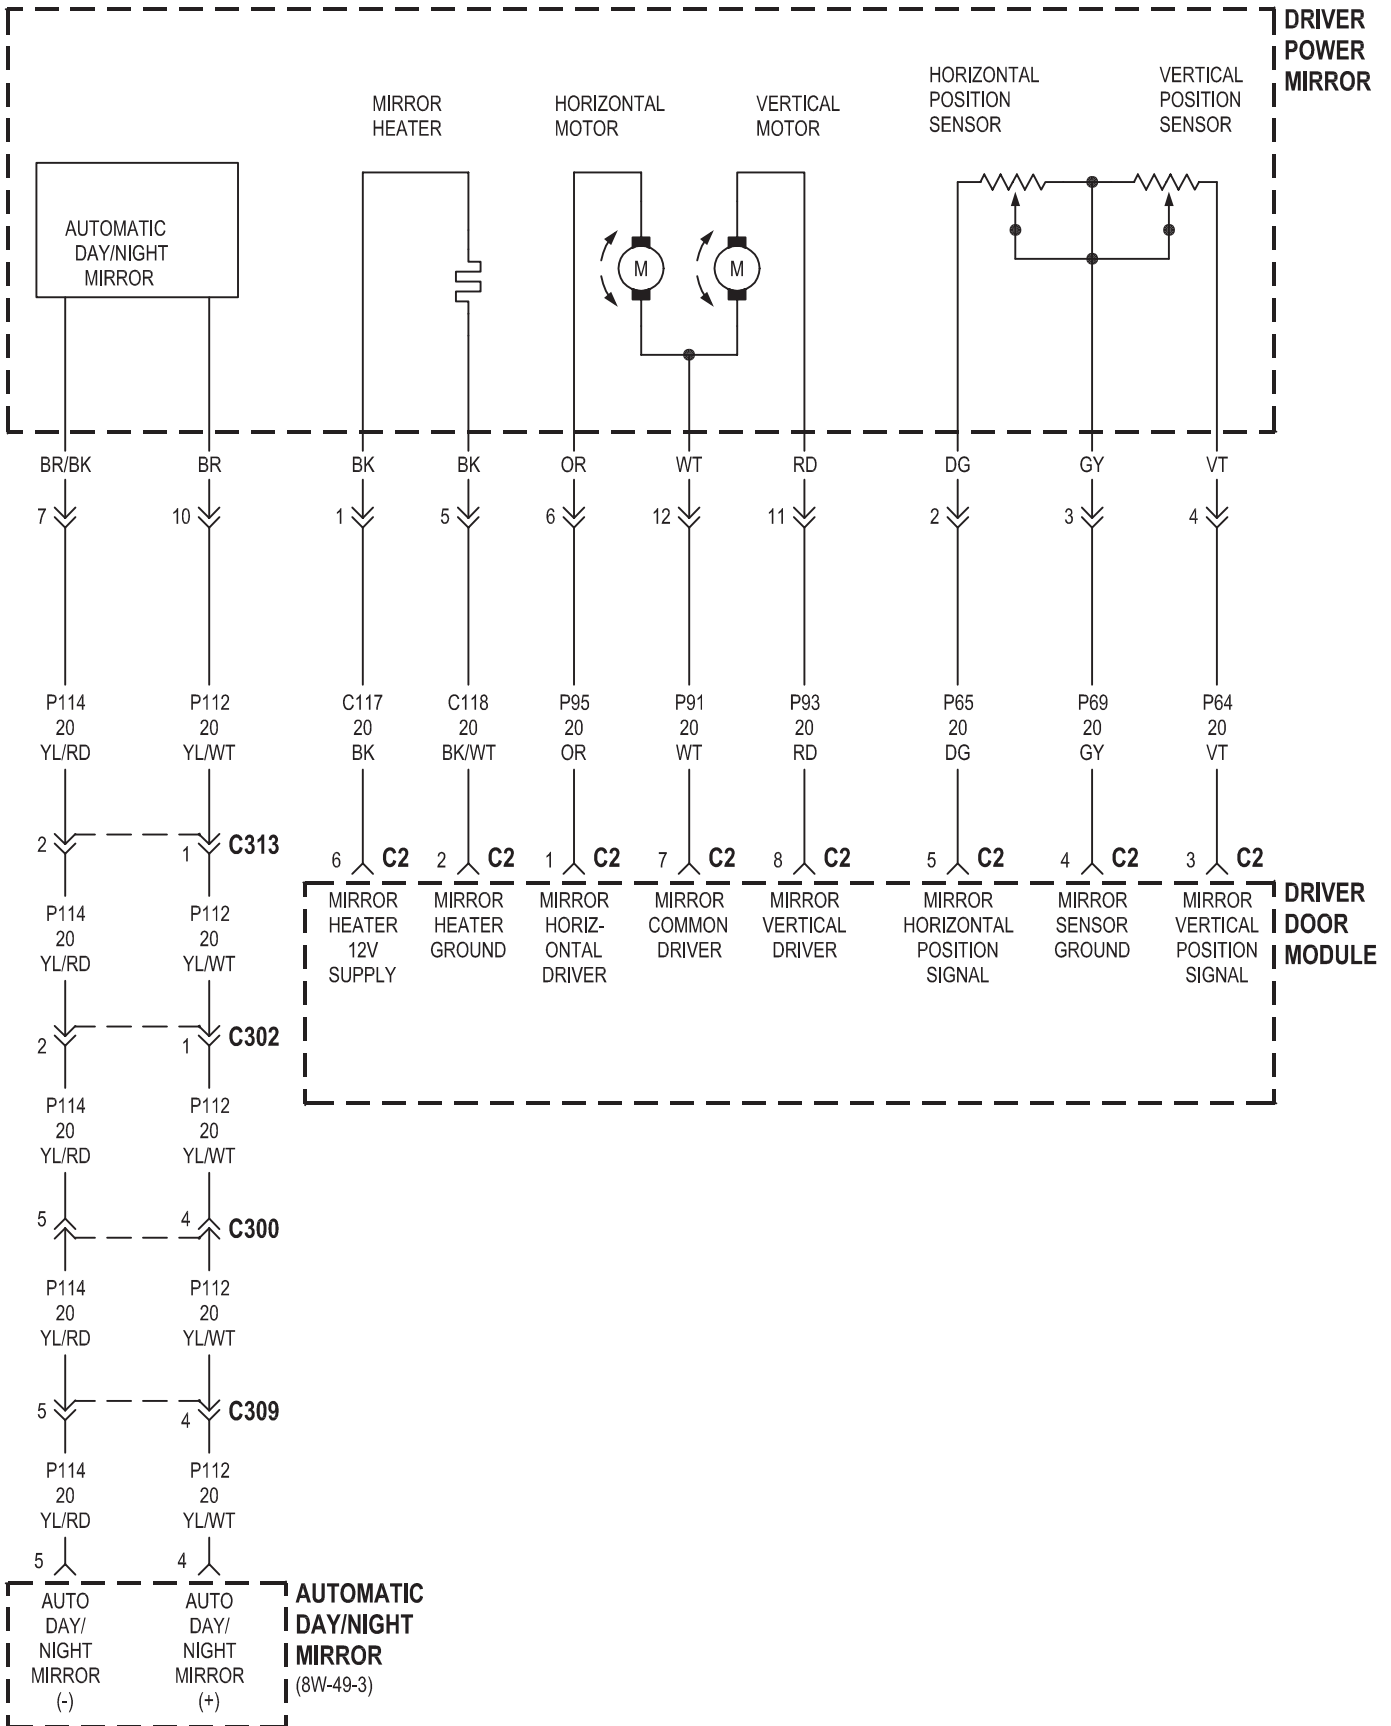 DRIVER
POWER
MIRROR
HORIZONTAL
POSITION
SENSOR
VERTICAL
POSITION
SENSOR
MIRROR
HEATER
HORIZONTAL
MOTOR
VERTICAL
MOTOR
AUTOMATIC
DAY/NIGHT
MIRROR
M M
BR/BK BR BK BK OR WT RD DG GY VT
7 10 1 5 6 12 11 2 3 4
P114 P112 C117 C118 P95 P91 P93 P65 P69 P64
20 20 20 20 20 20 20 20 20 20
YL/RD YL/WT BK BK/WT OR WT RD DG GY VT
2 1 C313
6 C2 2 C2 1 C2 7 C2 8 C2 5 C2 4 C2 3 C2
DRIVER
DOOR
MODULE
MIRROR
HEATER
12V
SUPPLY
MIRROR
HEATER
GROUND
MIRROR
HORIZ-
ONTAL
DRIVER
MIRROR
COMMON
DRIVER
MIRROR
VERTICAL
DRIVER
MIRROR
HORIZONTAL
POSITION
SIGNAL
MIRROR
SENSOR
GROUND
MIRROR
VERTICAL
POSITION
SIGNAL
P114 P112
20 20
YL/RD YL/WT
2 1 C302
P114 P112
20 20
YL/RD YL/WT
5 4 C300
P114 P112
20 20
YL/RD YL/WT
5 4 C309
P114 P112
20 20
YL/RD YL/WT
5 4
AUTO
DAY/
NIGHT
MIRROR
(-)
AUTO
DAY/
NIGHT
MIRROR
(+)
AUTOMATIC
DAY/NIGHT
MIRROR
(8W-49-3)